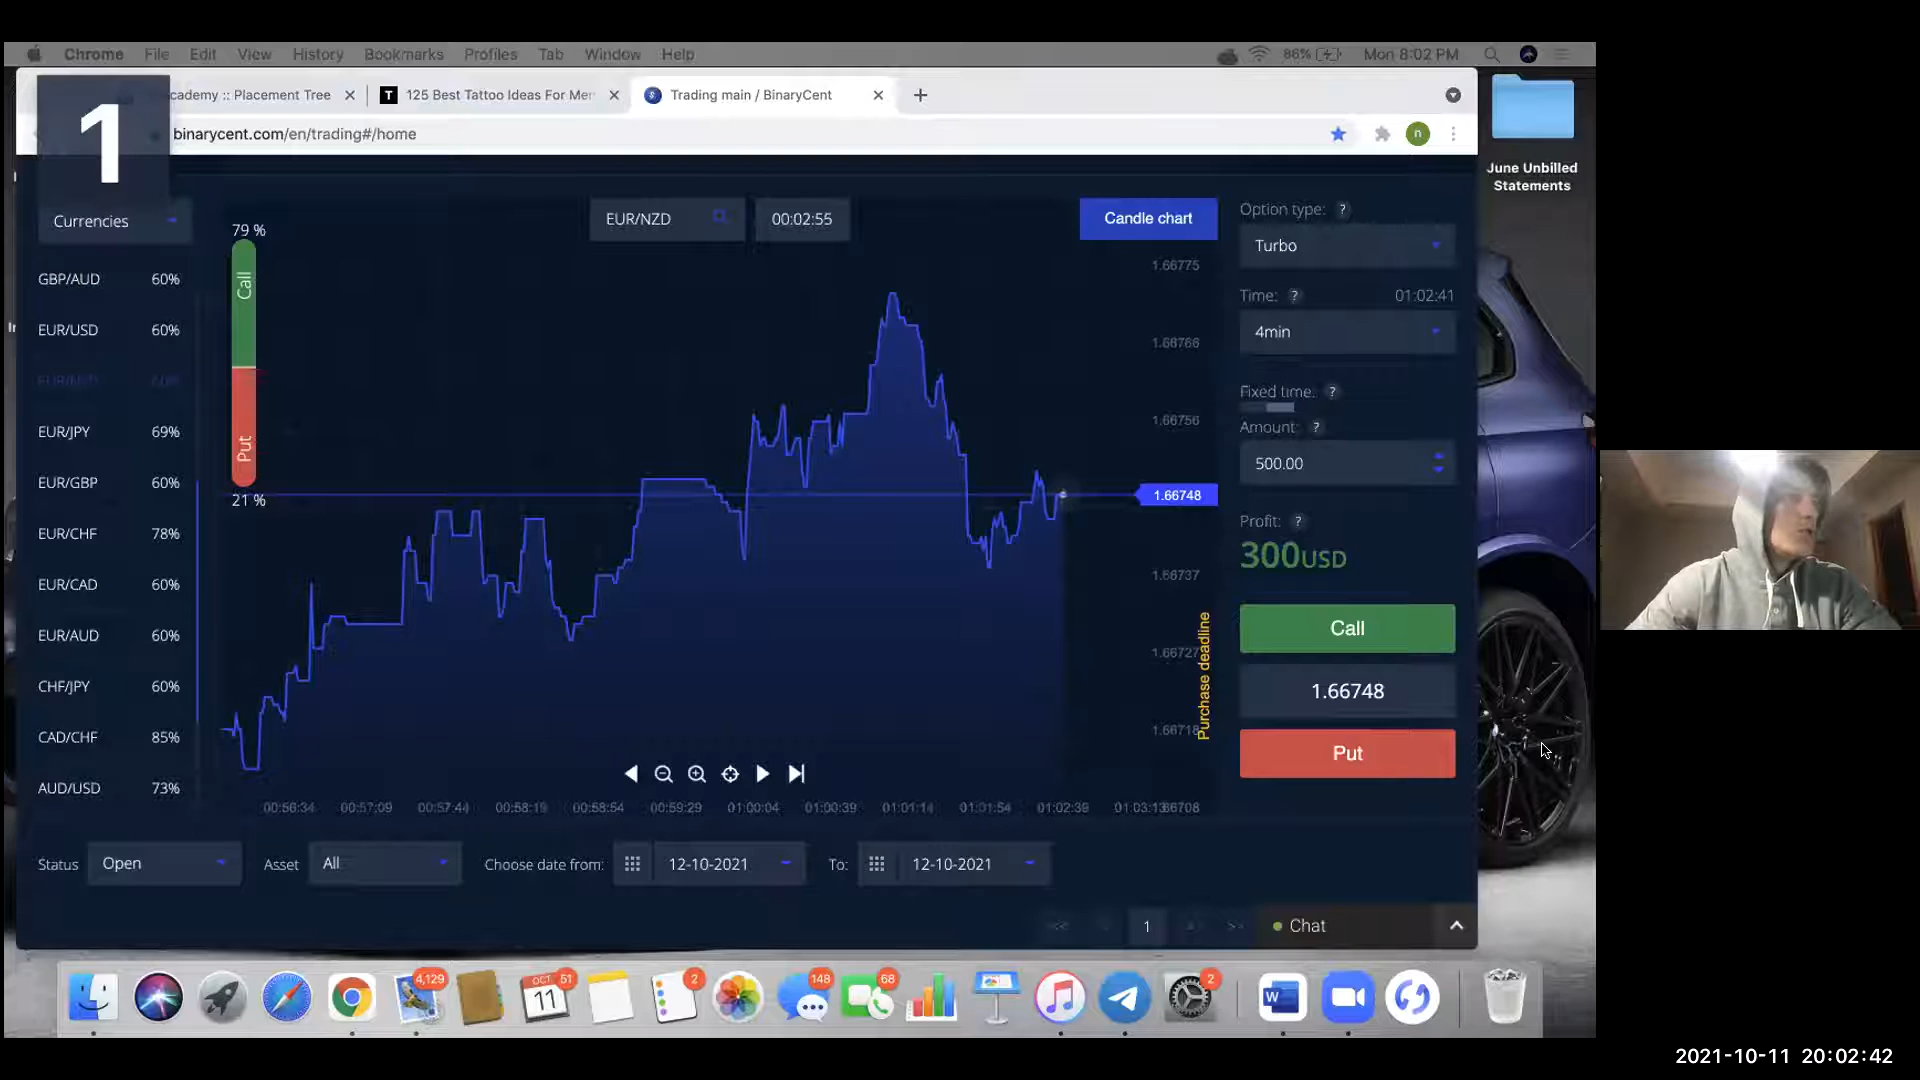 Chrome File Edit View History Bookmarks Profiles Tab Window Help 86% Mon 8:02 PM
1
cademy :: Placement Tree
T 125 Best Tattoo Ideas For Mer
Trading main / BinaryCent
binarycent.com/en/trading#/home
n
June Unbilled
Statements
Currencies
79 %
Call
Put
21 %
EUR/NZD
00:02:55
Candle chart
GBP/AUD 60%
EUR/USD 60%
EUR/JPY 69%
EUR/GBP 60%
EUR/CHF 78%
EUR/CAD 60%
EUR/AUD 60%
CHF/JPY 60%
CAD/CHF 85%
AUD/USD 73%
1.66775
1.66766
1.66756
1.66748
1.66737
1.66727
1.66718
Purchase deadline
00:56:34 00:57:09 00:57:44 00:58:19 00:58:54 00:59:29 01:00:04 01:00:39 01:01:14 01:01:54 01:02:39
Option type: ?
Turbo
Time: ? 01:02:41
4min
Fixed time: ?
Amount: ?
500.00
Profit: ?
300USD
Call
1.66748
Put
Status Open Asset All Choose date from: 12-10-2021 To: 12-10-2021
<< 1 >>
Chat
4,129
OCT 51
11
2
148
68
2
W
2021-10-11 20:02:42